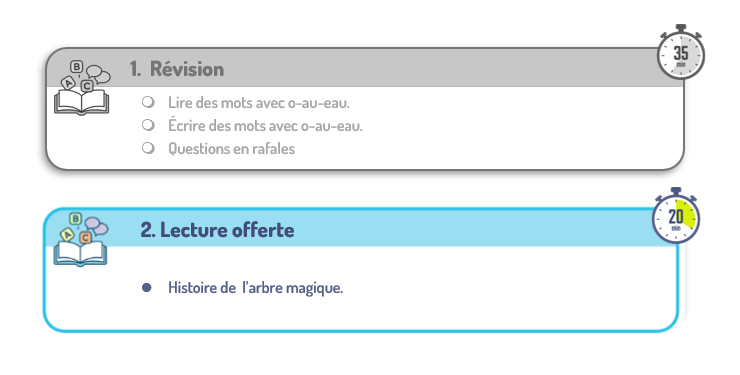 35
min
B
A
C
1. Révision
Lire des mots avec o-au-eau.
Écrire des mots avec o-au-eau.
Questions en rafales
20
min
B
A
C
2. Lecture offerte
Histoire de l'arbre magique.